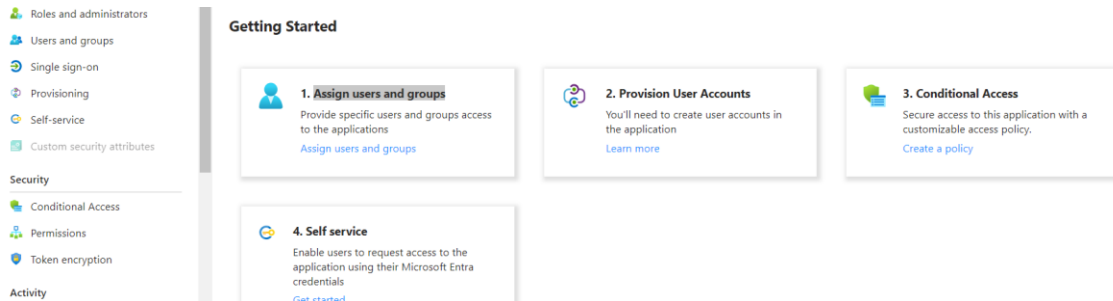 Roles and administrators
Users and groups
Single sign-on
Provisioning
Self-service
Custom security attributes
Security
Conditional Access
Permissions
Token encryption
Activity
Getting Started
1. Assign users and groups
Provide specific users and groups access
to the applications
Assign users and groups
2. Provision User Accounts
You'll need to create user accounts in
the application
Learn more
3. Conditional Access
Secure access to this application with a
customizable access policy.
Create a policy
4. Self service
Enable users to request access to the
application using their Microsoft Entra
credentials
Get started